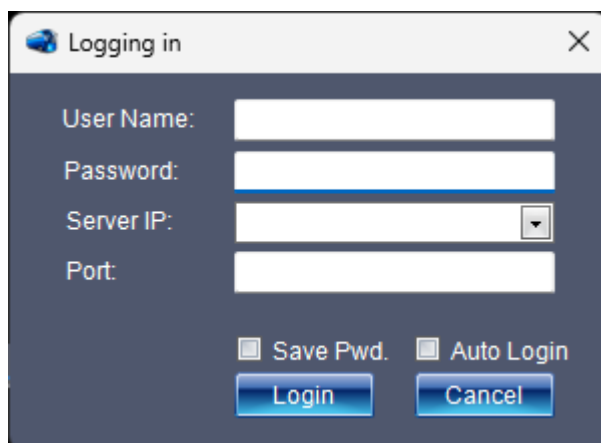 Logging in
User Name:
Password:
Server IP:
Port:
Save Pwd. Auto Login
Login Cancel